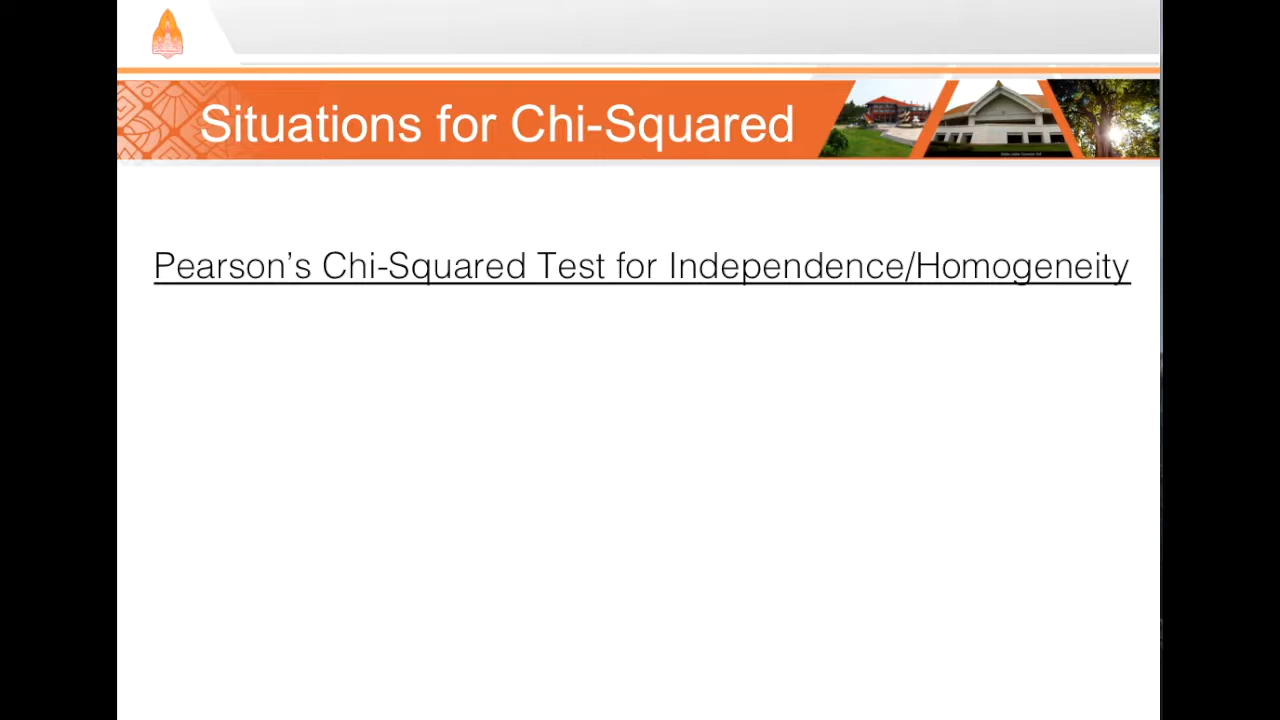 Situations for Chi-Squared
Pearson’s Chi-Squared Test for Independence/Homogeneity